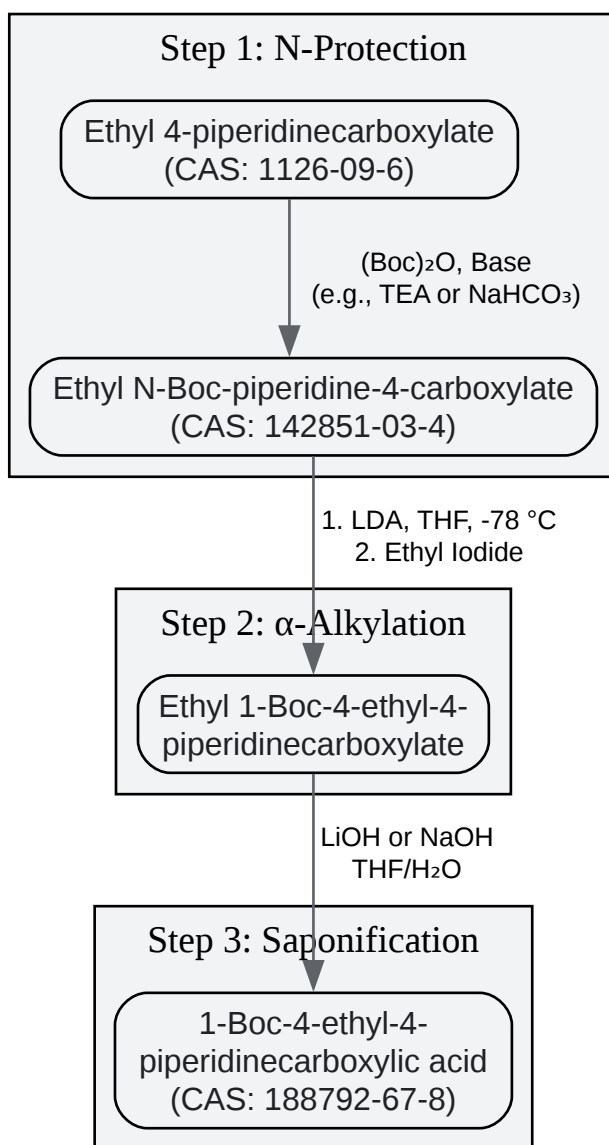 Step 1: N-Protection
Ethyl 4-piperidinecarboxylate
(CAS: 1126-09-6)
(Boc)₂O, Base
(e.g., TEA or NaHCO₃)
Ethyl N-Boc-piperidine-4-carboxylate
(CAS: 142851-03-4)
1. LDA, THF, -78 °C
2. Ethyl Iodide
Step 2: α-Alkylation
Ethyl 1-Boc-4-ethyl-4-
piperidinecarboxylate
LiOH or NaOH
THF/H₂O
Step 3: Saponification
1-Boc-4-ethyl-4-
piperidinecarboxylic acid
(CAS: 188792-67-8)